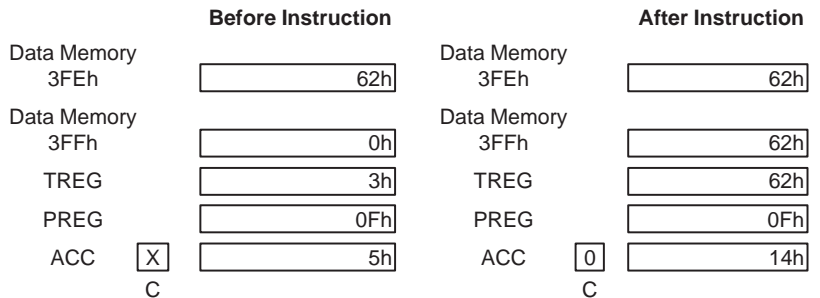 Before Instruction After Instruction
Data Memory Data Memory
3FEh 62h 3FEh 62h
Data Memory Data Memory
3FFh 0h 3FFh 62h
TREG 3h TREG 62h
PREG 0Fh PREG 0Fh
ACC X 5h ACC 0 14h
C C